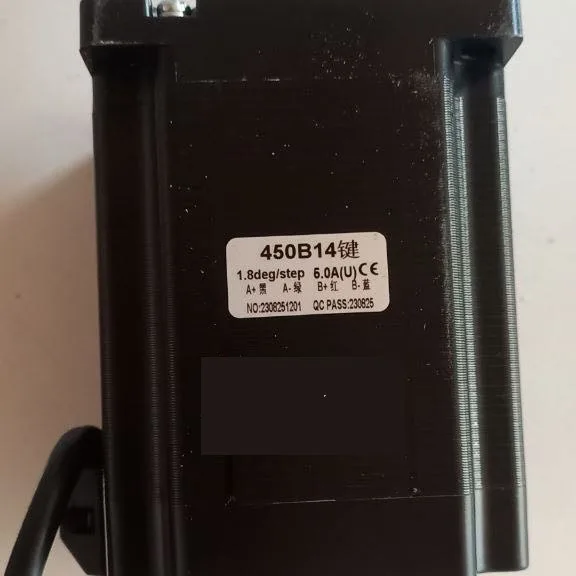 450B14键
1.8deg/step 6.0A(U) CE
A+黑 A-绿 B+红 B-蓝
NO:2308251201 QC PASS:230825